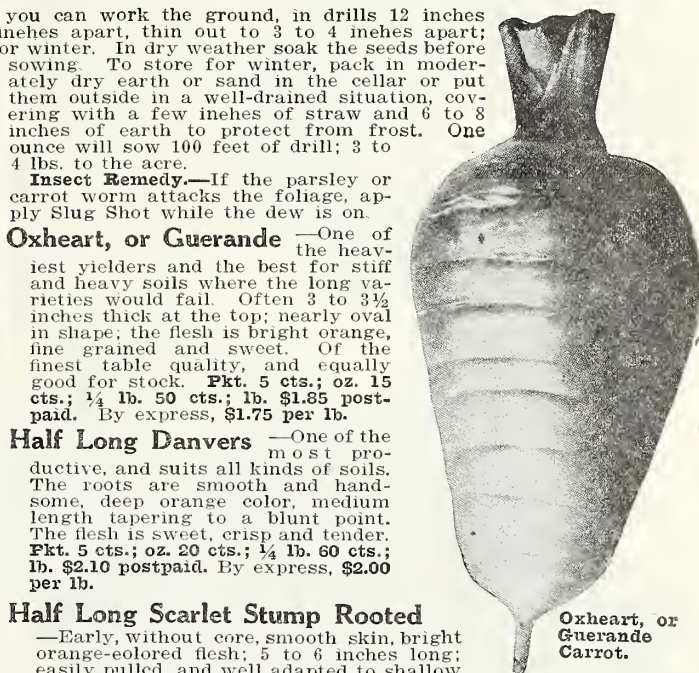 you can work the ground, in drills 12 inches
inehes apart, thin out to 3 to 4 inehes apart;
or winter. In dry weather soak the seeds before
sowing. To store for winter, pack in moder-
ately dry earth or sand in the cellar or put
them outside in a well-drained situation, cov-
ering with a few inehes of straw and 6 to 8
inches of earth to protect from frost. One
ounce will sow 100 feet of drill; 3 to
4 lbs. to the acre.
Insect Remedy.—If the parsley or
carrot worm attacks the foliage, ap-
ply Slug Shot while the dew is on.
Oxheart, or Guerande —One of
the heav-
iest yielders and the best for stiff
and heavy soils where the long va-
rieties would fail. Often 3 to 3½
inches thick at the top; nearly oval
in shape; the flesh is bright orange,
fine grained and sweet. Of the
finest table quality, and equally
good for stock. Pkt. 5 cts.; oz. 15
cts.; ¼ lb. 50 cts.; lb. $1.85 post-
paid. By express, $1.75 per lb.
Half Long Danvers —One of the
most pro-
ductive, and suits all kinds of soils.
The roots are smooth and hand-
some, deep orange color, medium
length tapering to a blunt point.
The flesh is sweet, crisp and tender.
Pkt. 5 cts.; oz. 20 cts.; ¼ lb. 60 cts.;
lb. $2.10 postpaid. By express, $2.00
per lb.
Half Long Scarlet Stump Rooted
—Early, without core, smooth skin, bright
orange-eolored flesh; 5 to 6 inches long;
easily pulled, and well adapted to shallow
Oxheart, or
Guerande
Carrot.